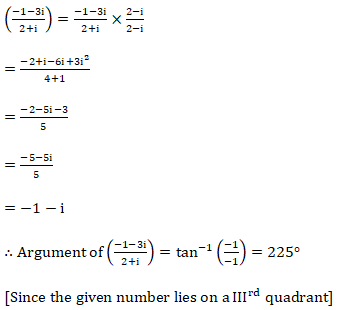 (−1−3i / 2+i) = −1−3i / 2+i × 2−i / 2−i
= −2+i−6i+3i² / 4+1
= −2−5i−3 / 5
= −5−5i / 5
= −1 − i
∴ Argument of (−1−3i / 2+i) = tan⁻¹ (−1 / −1) = 225°
[Since the given number lies on a IIIʳᵈ quadrant]